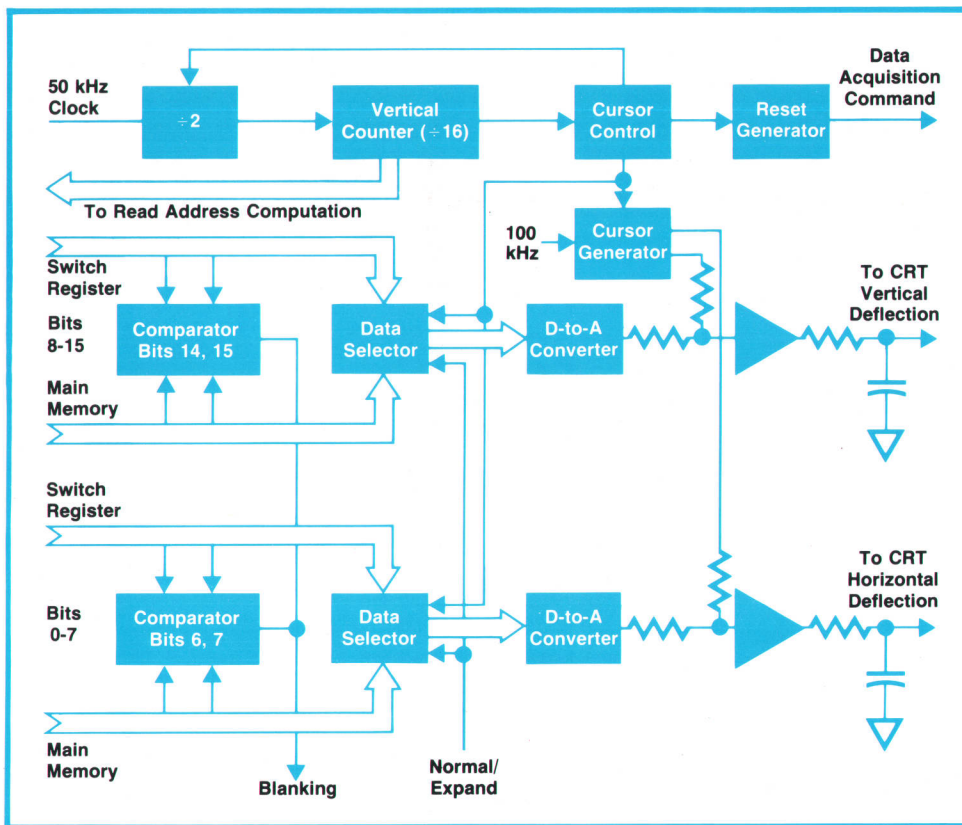 50 kHz
Clock
÷2
Vertical
Counter (÷16)
Cursor
Control
Reset
Generator
Data
Acquisition
Command
To Read Address Computation
100
kHz
Cursor
Generator
Switch
Register
Bits
8-15
Comparator
Bits 14, 15
Main
Memory
Data
Selector
D-to-A
Converter
To CRT
Vertical
Deflection
Switch
Register
Bits
0-7
Comparator
Bits 6, 7
Main
Memory
Data
Selector
D-to-A
Converter
To CRT
Horizontal
Deflection
Blanking
Normal/
Expand